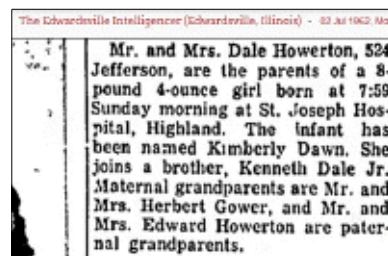 The Edwardsville Intelligencer (Edwardsville, Illinois) - 02 Jul 1962, Mo
Mr. and Mrs. Dale Howerton, 524
Jefferson, are the parents of a 8-
pound 4-ounce girl born at 7:59
Sunday morning at St. Joseph Hos-
pital, Highland. The infant has
been named Kimberly Dawn. She
joins a brother, Kenneth Dale Jr.
Maternal grandparents are Mr. and
Mrs. Herbert Gower, and Mr. and
Mrs. Edward Howerton are pater-
nal grandparents.